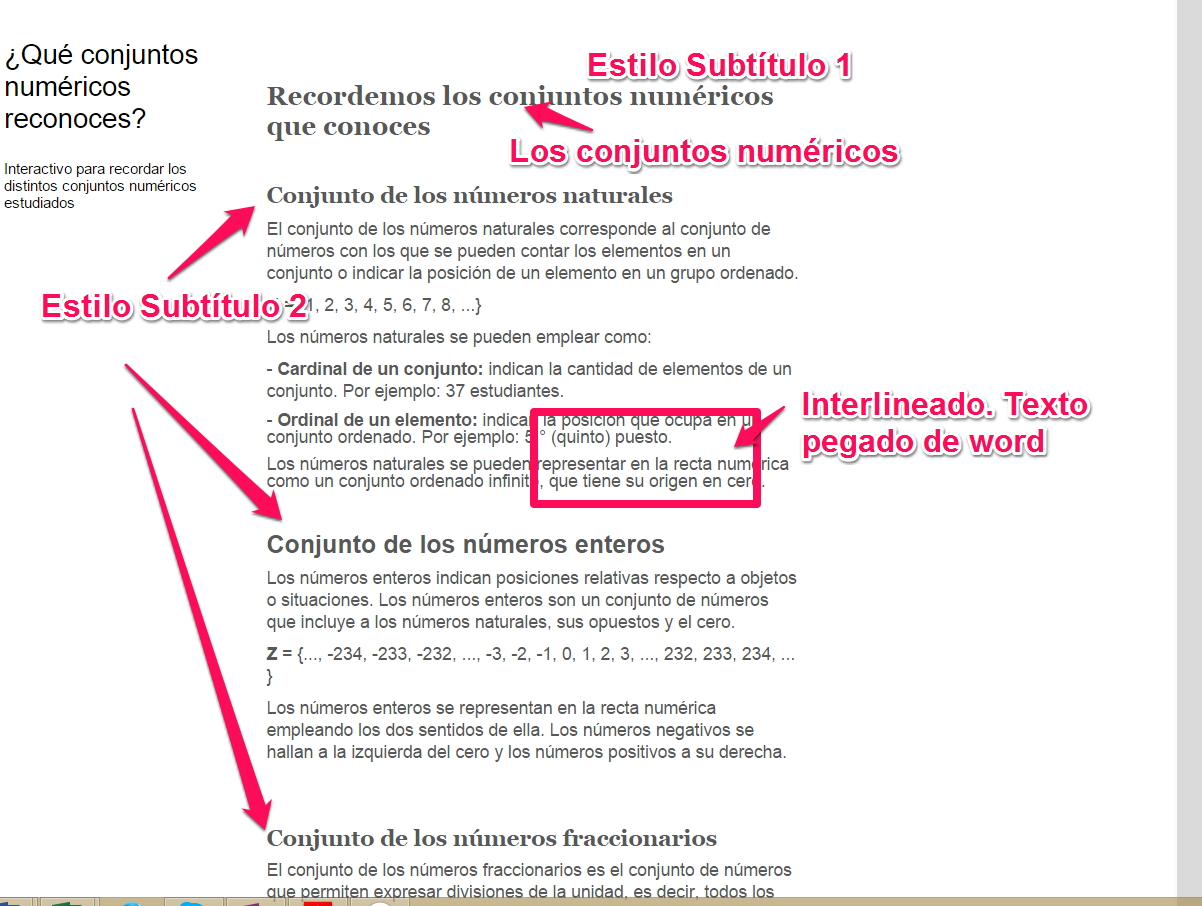 ¿Qué conjuntos
numéricos
reconoces?
Interactivo para recordar los
distintos conjuntos numéricos
estudiados
Estilo Subtítulo 1
Recordemos los conjuntos numéricos
que conoces
Los conjuntos numéricos
Conjunto de los números naturales
El conjunto de los números naturales corresponde al conjunto de
números con los que se pueden contar los elementos en un
conjunto o indicar la posición de un elemento en un grupo ordenado.
Estilo Subtítulo 2
1, 2, 3, 4, 5, 6, 7, 8, ...}
Los números naturales se pueden emplear como:
- Cardinal de un conjunto: indican la cantidad de elementos de un
conjunto. Por ejemplo: 37 estudiantes.
- Ordinal de un elemento: indican la posición que ocupa en un
conjunto ordenado. Por ejemplo: 5° (quinto) puesto.
Interlineado. Texto
pegado de word
Los números naturales se pueden representar en la recta numérica
como un conjunto ordenado infinito, que tiene su origen en cero.
Conjunto de los números enteros
Los números enteros indican posiciones relativas respecto a objetos
o situaciones. Los números enteros son un conjunto de números
que incluye a los números naturales, sus opuestos y el cero.
Z = {..., -234, -233, -232, ..., -3, -2, -1, 0, 1, 2, 3, ..., 232, 233, 234, ...
}
Los números enteros se representan en la recta numérica
empleando los dos sentidos de ella. Los números negativos se
hallan a la izquierda del cero y los números positivos a su derecha.
Conjunto de los números fraccionarios
El conjunto de los números fraccionarios es el conjunto de números
que permiten expresar divisiones de la unidad, es decir, todos los